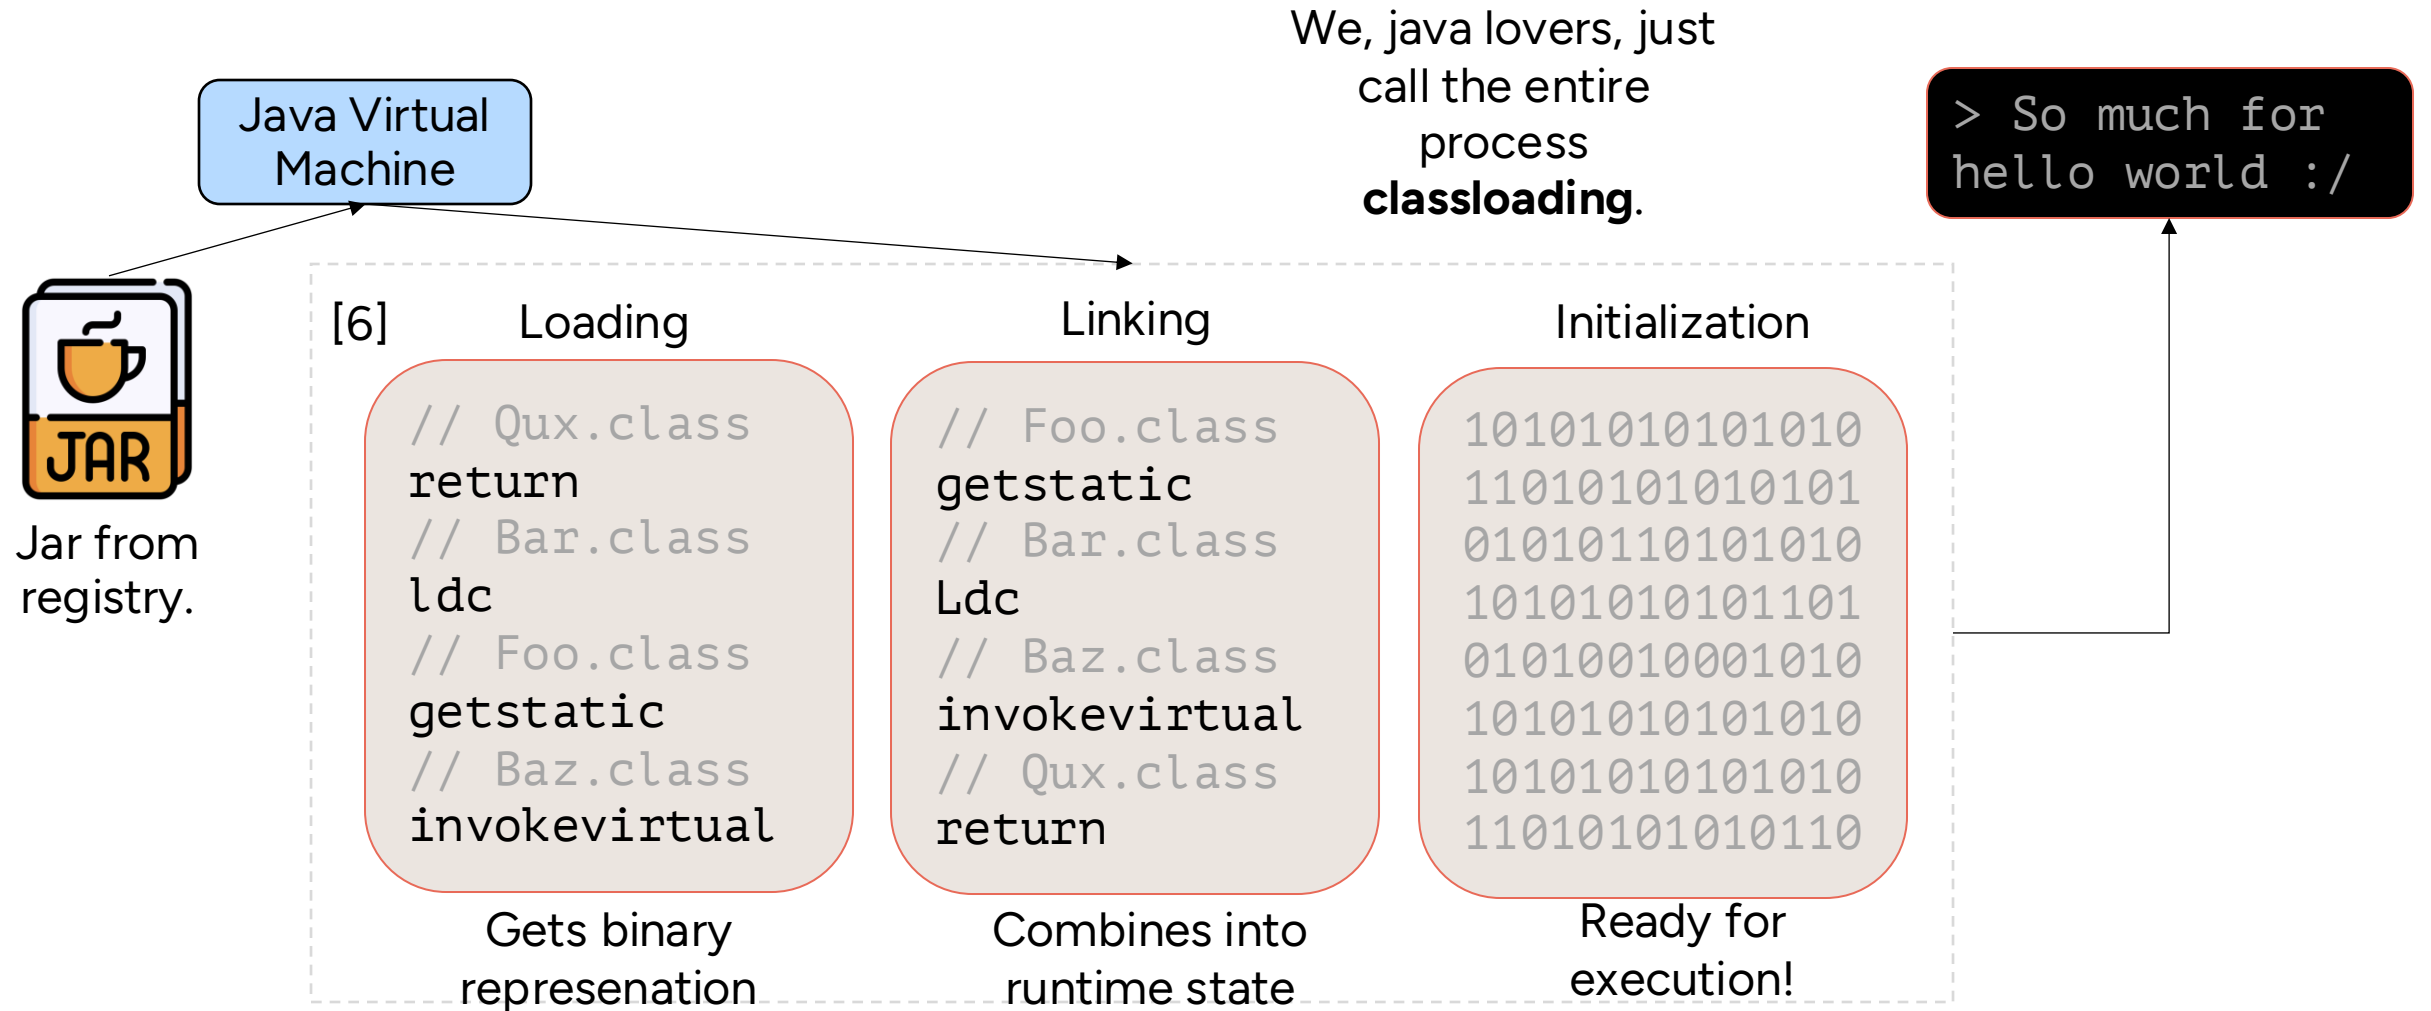 We, java lovers, just
call the entire
process
classloading.
Java Virtual
Machine
> So much for
hello world :/
JAR
Jar from
registry.
[6]
Loading
// Qux.class
return
// Bar.class
ldc
// Foo.class
getstatic
// Baz.class
invokevirtual
Gets binary
represenation
Linking
// Foo.class
getstatic
// Bar.class
Ldc
// Baz.class
invokevirtual
// Qux.class
return
Combines into
runtime state
Initialization
10101010101010
11010101010101
01010110101010
10101010101101
01010010001010
10101010101010
10101010101010
11010101010110
Ready for
execution!